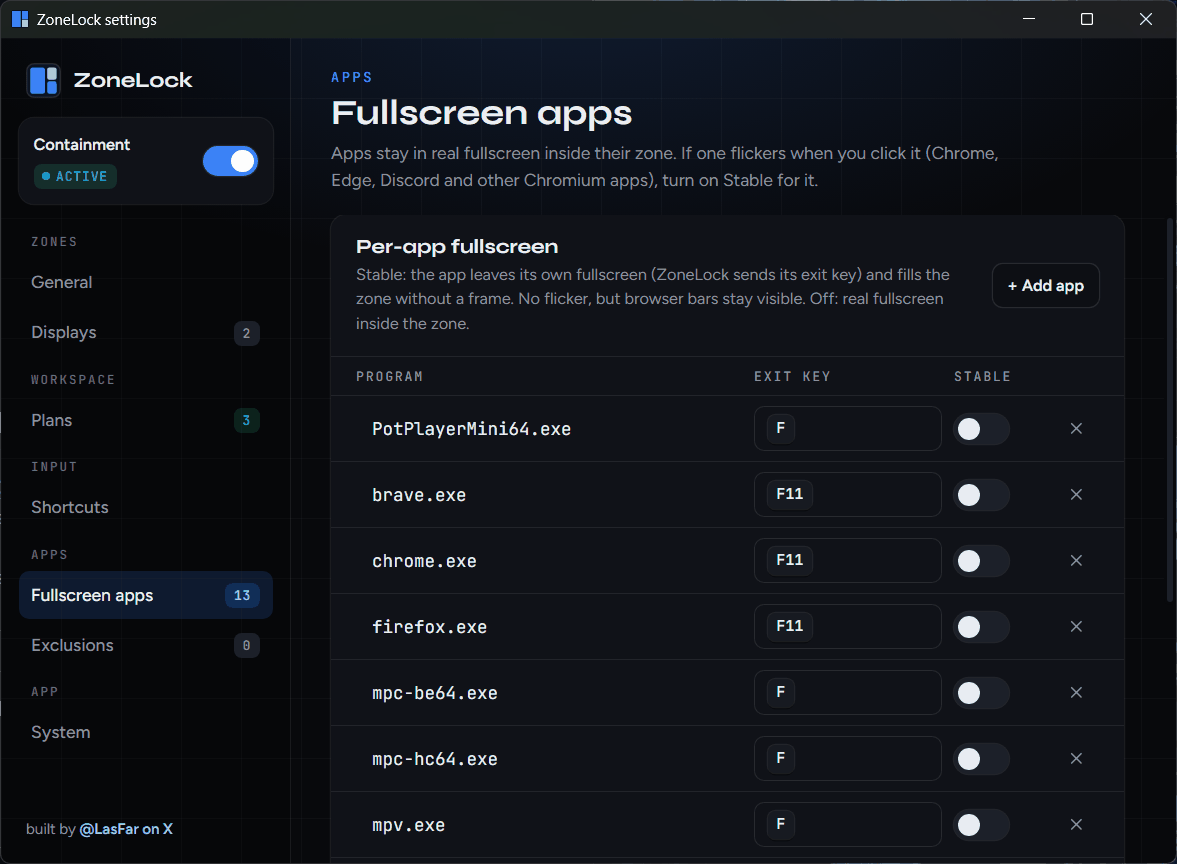 ZoneLock settings
ZoneLock
Containment
ACTIVE
ZONES
General
Displays 2
WORKSPACE
Plans 3
INPUT
Shortcuts
APPS
Fullscreen apps 13
Exclusions 0
APP
System
built by @LasFar on X
APPS
Fullscreen apps
Apps stay in real fullscreen inside their zone. If one flickers when you click it (Chrome,
Edge, Discord and other Chromium apps), turn on Stable for it.
Per-app fullscreen
Stable: the app leaves its own fullscreen (ZoneLock sends its exit key) and fills the
zone without a frame. No flicker, but browser bars stay visible. Off: real fullscreen
inside the zone.
+ Add app
PROGRAM EXIT KEY STABLE
PotPlayerMini64.exe F
brave.exe F11
chrome.exe F11
firefox.exe F11
mpc-be64.exe F
mpc-hc64.exe F
mpv.exe F